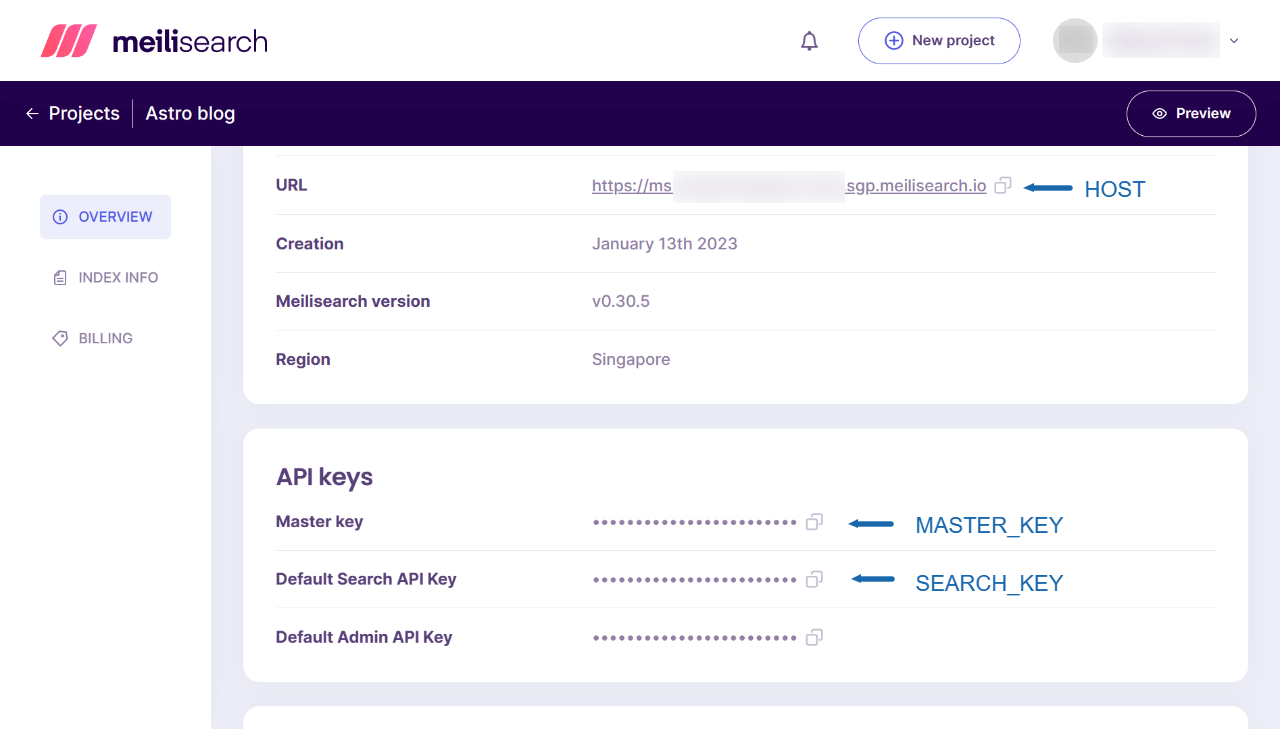 meilisearch
New project
Projects
Astro blog
Preview
OVERVIEW
INDEX INFO
BILLING
URL
https://ms
.sgp.meilisearch.io
HOST
Creation
January 13th 2023
Meilisearch version
v0.30.5
Region
Singapore
API keys
Master key
•••••••••••••••••••••••
MASTER_KEY
Default Search API Key
•••••••••••••••••••••••
SEARCH_KEY
Default Admin API Key
•••••••••••••••••••••••